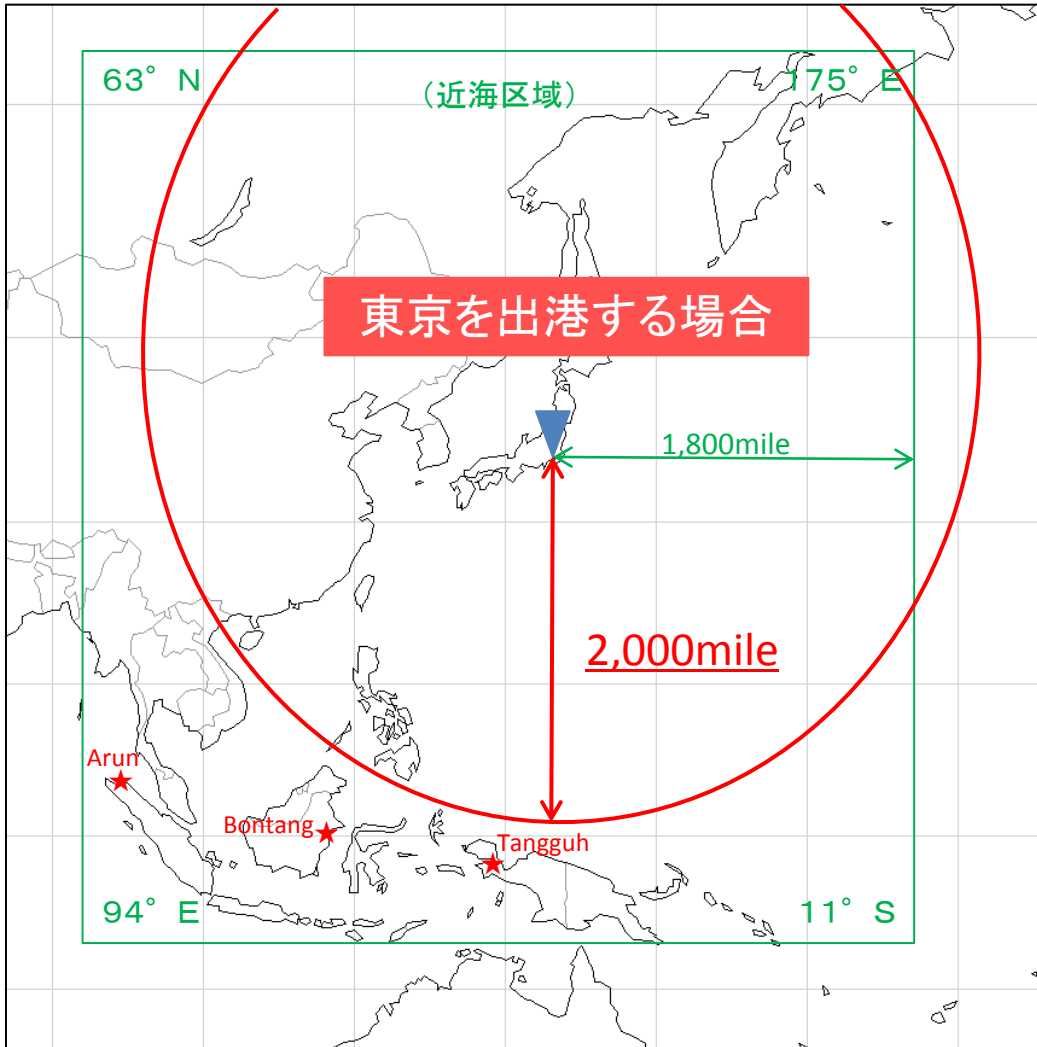 63° N
(近海区域)
175° E
東京を出港する場合
1,800mile
2,000mile
Arun
Bontang
Tangguh
94° E
11° S